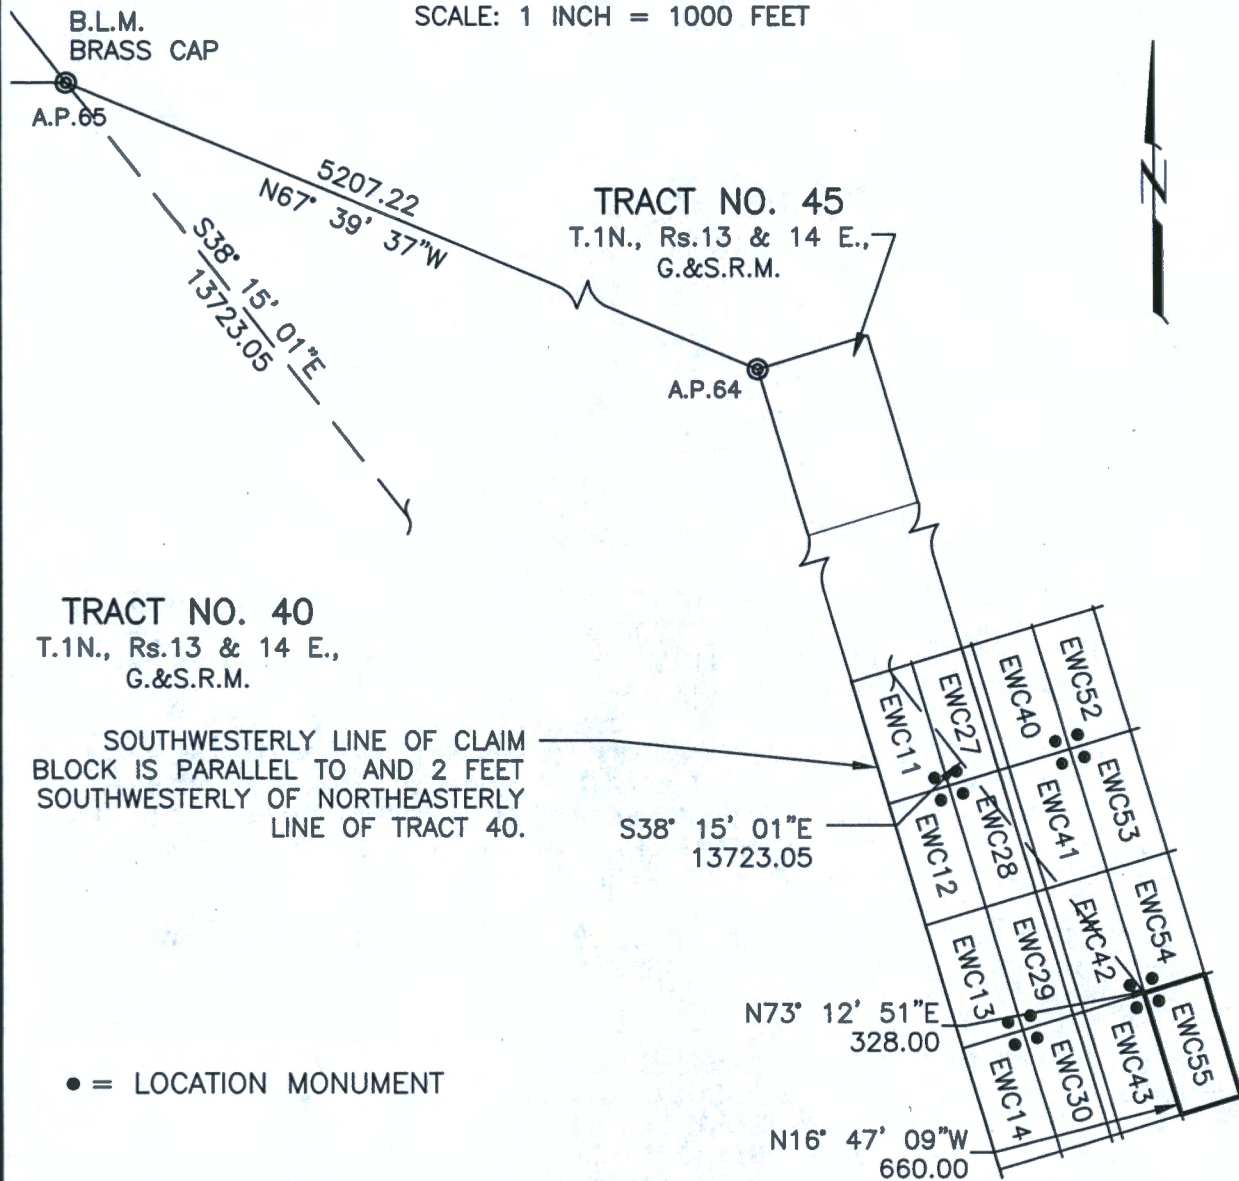 SCALE: 1 INCH = 1000 FEET
B.L.M.
BRASS CAP
A.P.65
5207.22
N67° 39' 37"W
S38° 15' 01"E
13723.05
TRACT NO. 45
T.1N., Rs.13 & 14 E.,
G.&S.R.M.
N
A.P.64
TRACT NO. 40
T.1N., Rs.13 & 14 E.,
G.&S.R.M.
SOUTHWESTERLY LINE OF CLAIM
BLOCK IS PARALLEL TO AND 2 FEET
SOUTHWESTERLY OF NORTHEASTERLY
LINE OF TRACT 40.
EWC11
EWC27
EWC40
EWC52
S38° 15' 01"E
13723.05
EWC12
EWC28
EWC41
EWC53
EWC13
EWC29
EWC42
EWC54
N73° 12' 51"E
328.00
EWC14
EWC30
EWC43
EWC55
N16° 47' 09"W
660.00
• = LOCATION MONUMENT